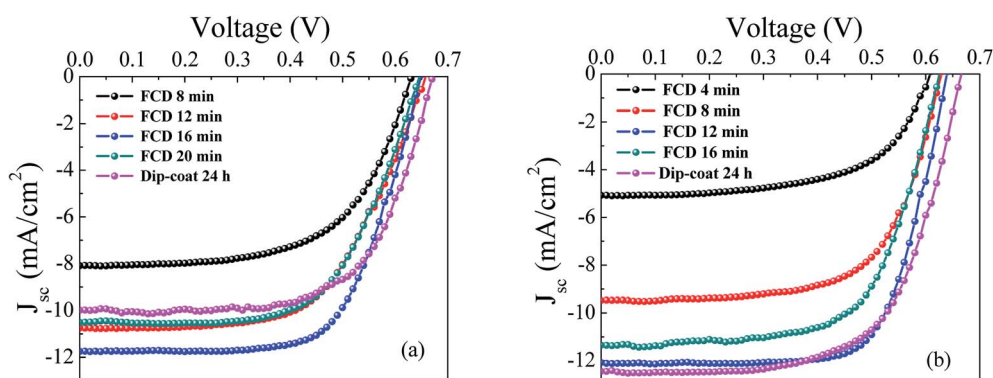 Voltage (V)
0.0 0.1 0.2 0.3 0.4 0.5 0.6 0.7
0
-2
-4
-6
-8
-10
-12
J_sc (mA/cm²)
FCD 8 min
FCD 12 min
FCD 16 min
FCD 20 min
Dip-coat 24 h
(a)
Voltage (V)
0.0 0.1 0.2 0.3 0.4 0.5 0.6 0.7
0
-2
-4
-6
-8
-10
-12
J_sc (mA/cm²)
FCD 4 min
FCD 8 min
FCD 12 min
FCD 16 min
Dip-coat 24 h
(b)